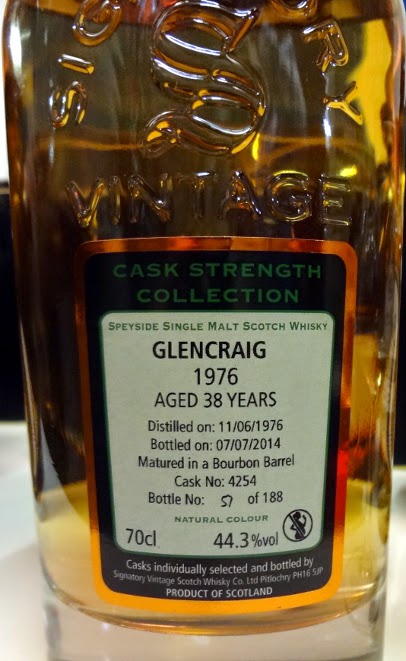 SIGNATORY
VINTAGE
CASK STRENGTH
COLLECTION
SPEYSIDE SINGLE MALT SCOTCH WHISKY
GLENCRAIG
1976
AGED 38 YEARS
Distilled on: 11/06/1976
Bottled on: 07/07/2014
Matured in a Bourbon Barrel
Cask No: 4254
Bottle No: 51 of 188
NATURAL COLOUR
70cl 44.3%vol
Casks individually selected and bottled by
Signatory Vintage Scotch Whisky Co. Ltd Pitlochry PH16 5JP
PRODUCT OF SCOTLAND